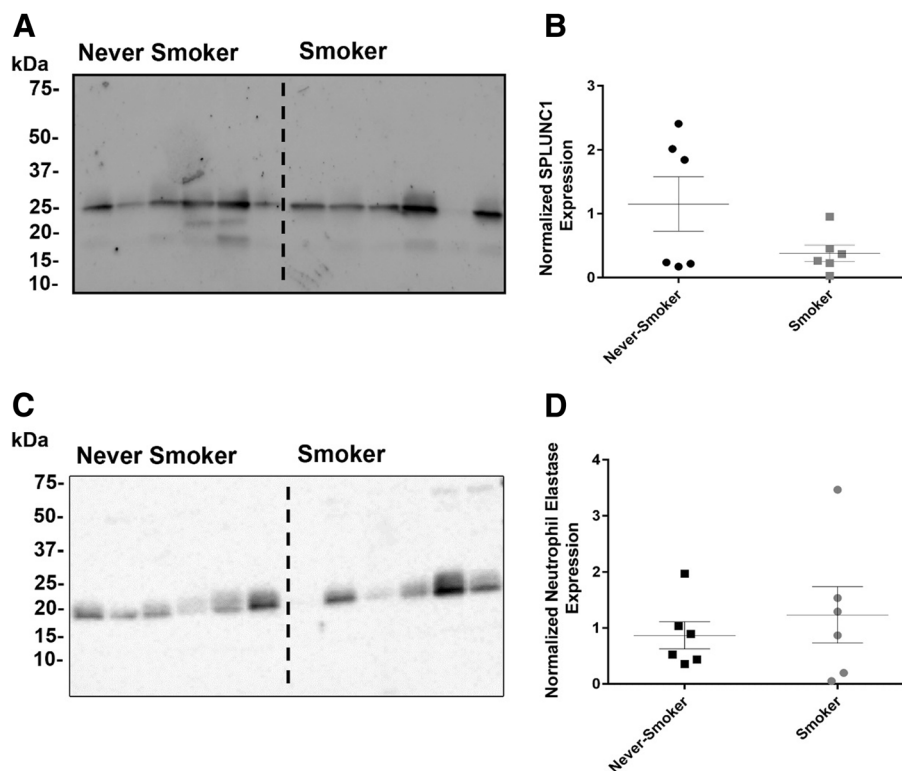 A
Never Smoker Smoker
kDa
75-
50-
37-
25-
20-
15-
10-
B
Normalized SPLUNC1
Expression
3
2
1
0
Never-Smoker
Smoker
C
kDa
Never Smoker Smoker
75-
50-
37-
25-
20-
15-
10-
D
Normalized Neutrophil Elastase
Expression
4
3
2
1
0
Never-Smoker
Smoker